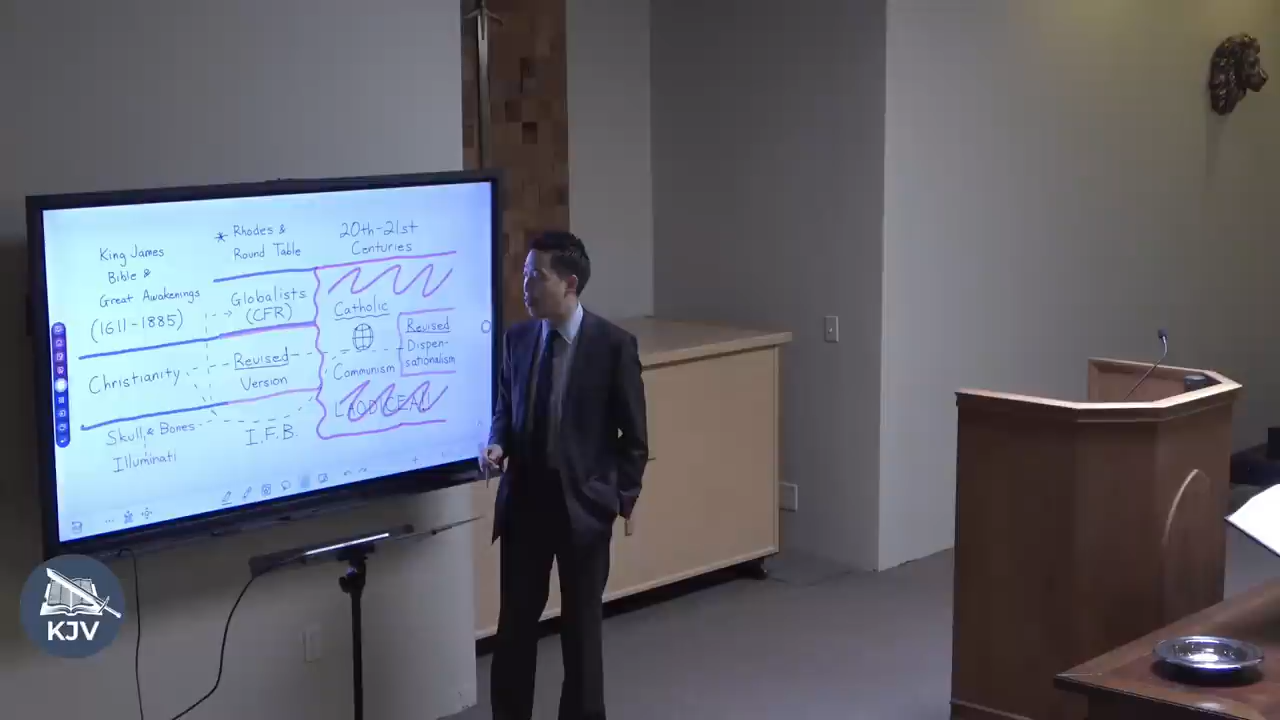 King James
Bible &
Great Awakenings
(1611-1885)
Christianity
Skull & Bones
Illuminati
* Rhodes &
Round Table
Globalists
(CFR)
Revised
Version
I.F.B.
20th-21st
Centuries
Catholic
Communism
Revised
Dispen-
sationalism
LAODICEAN
KJV